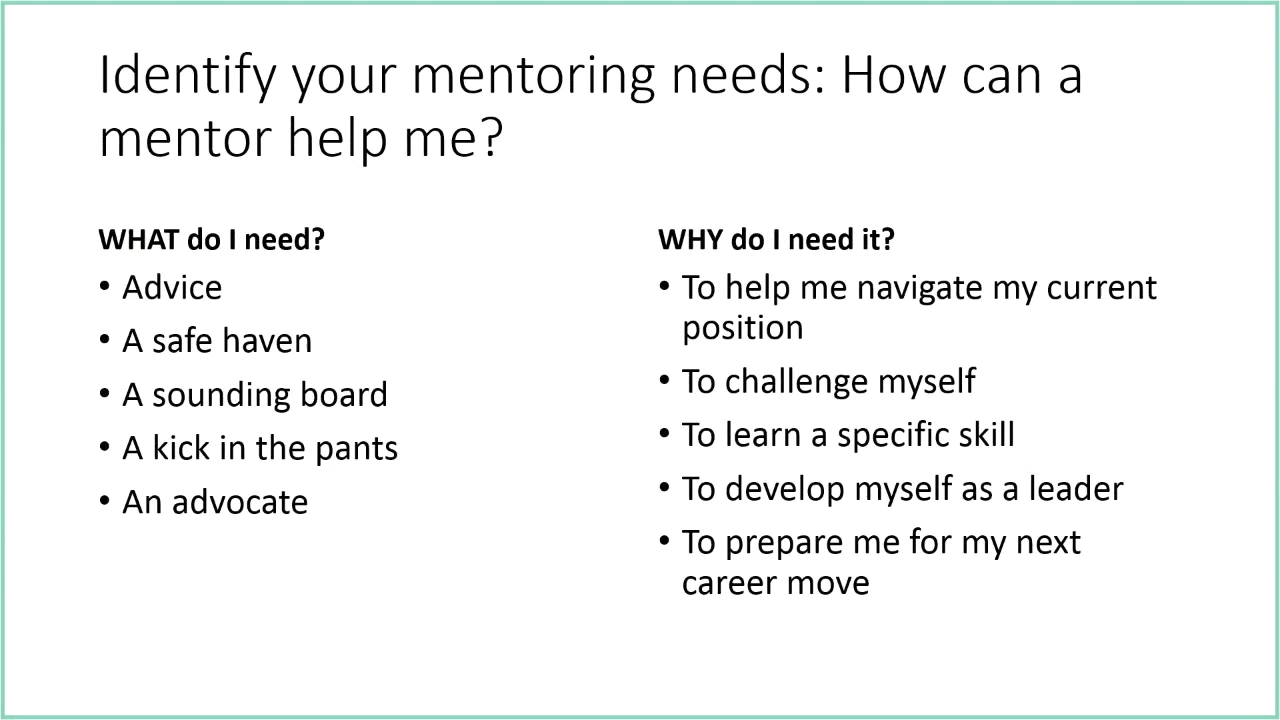 Identify your mentoring needs: How can a
mentor help me?
WHAT do I need?
• Advice
• A safe haven
• A sounding board
• A kick in the pants
• An advocate
WHY do I need it?
• To help me navigate my current
position
• To challenge myself
• To learn a specific skill
• To develop myself as a leader
• To prepare me for my next
career move